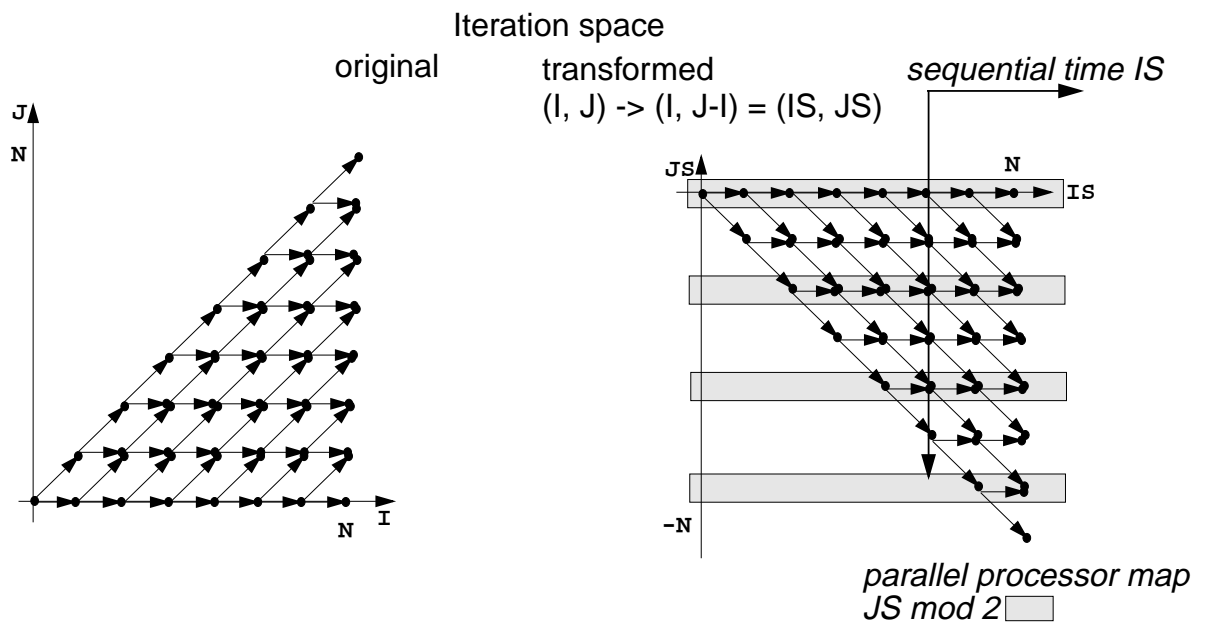 Iteration space
original
transformed
(I, J) -> (I, J-I) = (IS, JS)
sequential time IS
J
N
N
I
JS
N
IS
-N
parallel processor map
JS mod 2